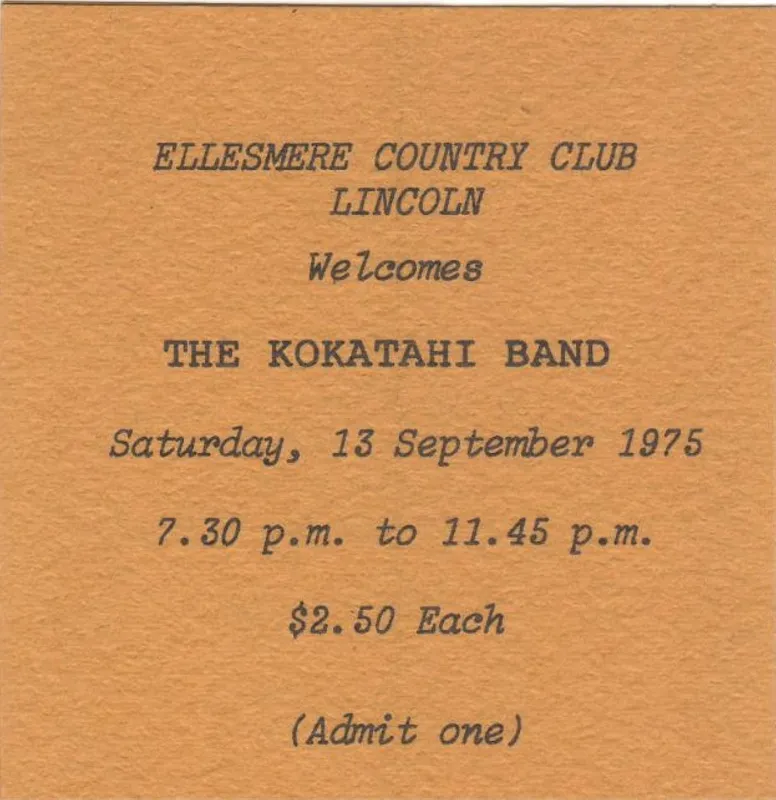 ELLESMERE COUNTRY CLUB
LINCOLN
Welcomes
THE KOKATAHI BAND
Saturday, 13 September 1975
7.30 p.m. to 11.45 p.m.
$2.50 Each
(Admit one)